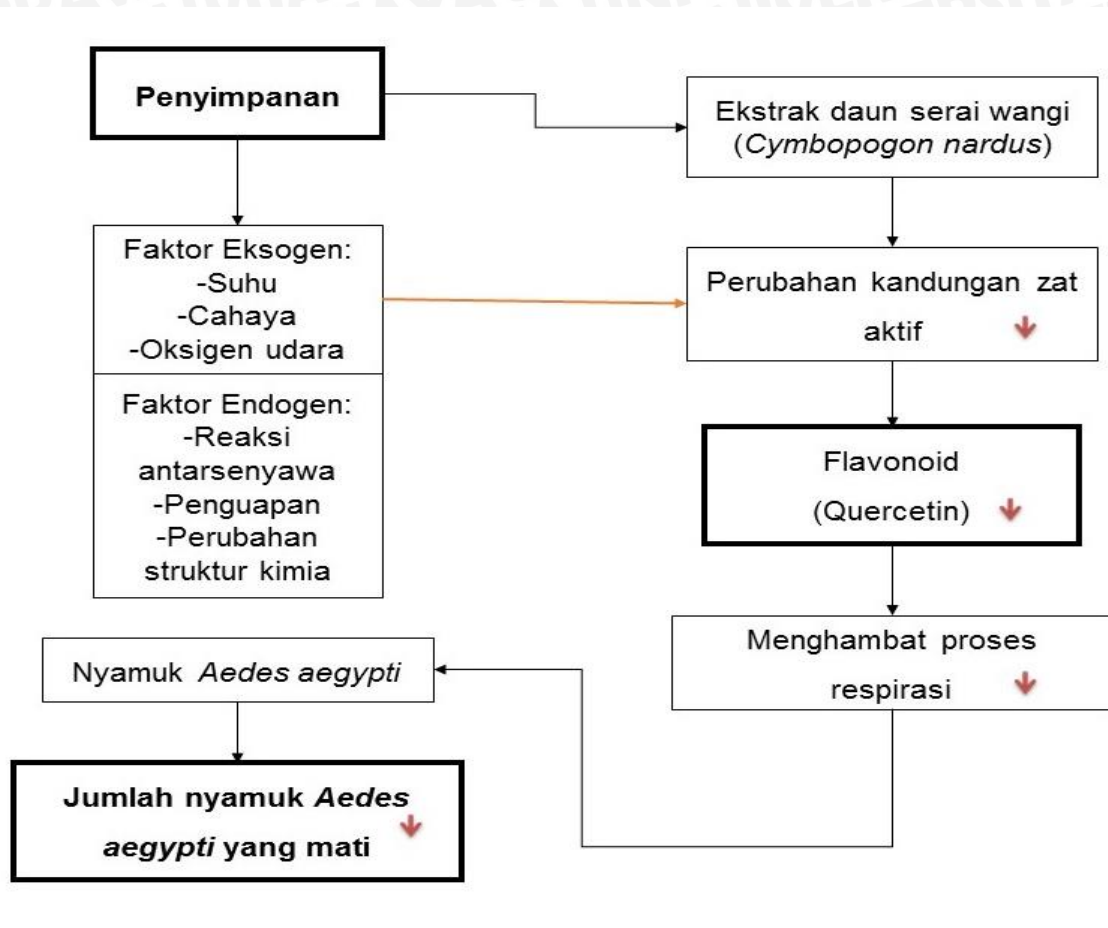 Penyimpanan
Ekstrak daun serai wangi
(Cymbopogon nardus)
Faktor Eksogen:
-Suhu
-Cahaya
-Oksigen udara
Perubahan kandungan zat
aktif
Faktor Endogen:
-Reaksi
antarsenyawa
-Penguapan
-Perubahan
struktur kimia
Flavonoid
(Quercetin)
Menghambat proses
respirasi
Nyamuk Aedes aegypti
Jumlah nyamuk Aedes
aegypti yang mati